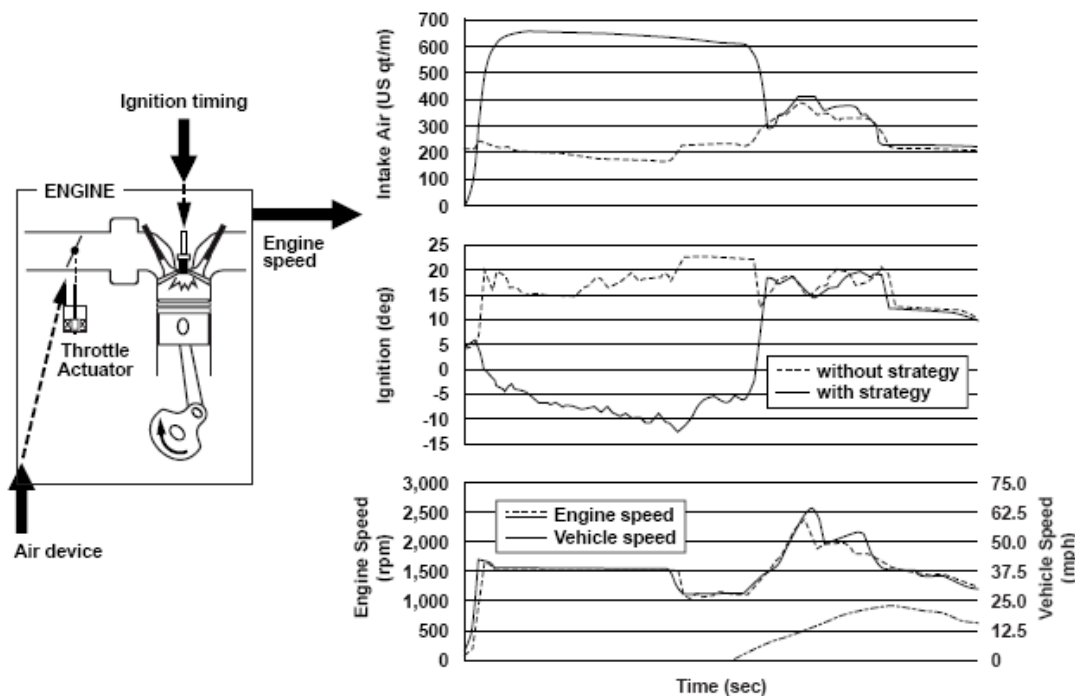 Ignition timing
ENGINE
Throttle
Actuator
Engine
speed
Air device
Intake Air (US qt/m)
700
600
500
400
300
200
100
0
Ignition (deg)
25
20
15
10
5
0
-5
-10
-15
without strategy
with strategy
Engine Speed
(rpm)
3,000
2,500
2,000
1,500
1,000
500
0
Engine speed
Vehicle speed
75.0
62.5
50.0
37.5
25.0
12.5
0
Vehicle Speed
(mph)
Time (sec)